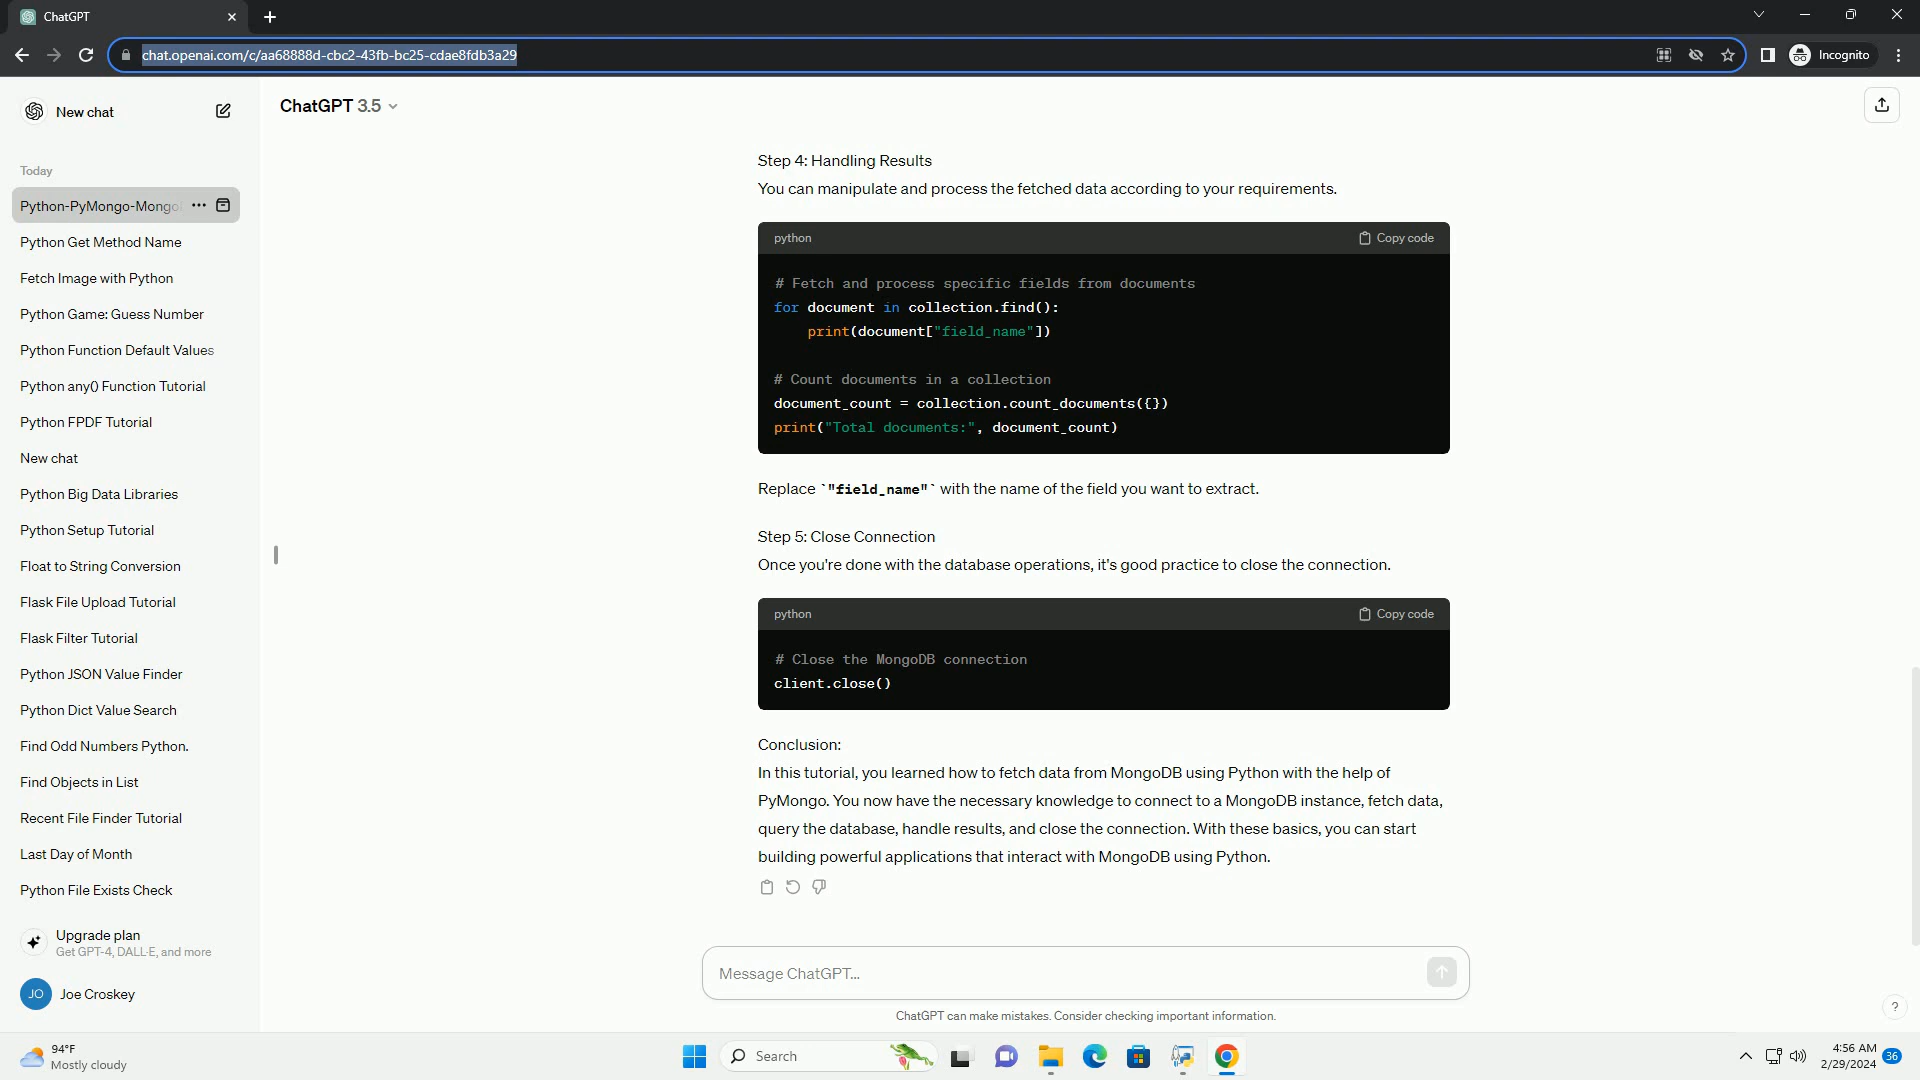 ChatGPT
chat.openai.com/c/aa68888d-cbc2-43fb-bc25-cdae8fdb3a29
Incognito
New chat
ChatGPT 3.5
Today
Python-PyMongo-Mongo
Python Get Method Name
Fetch Image with Python
Python Game: Guess Number
Python Function Default Values
Python any() Function Tutorial
Python FPDF Tutorial
New chat
Python Big Data Libraries
Python Setup Tutorial
Float to String Conversion
Flask File Upload Tutorial
Flask Filter Tutorial
Python JSON Value Finder
Python Dict Value Search
Find Odd Numbers Python.
Find Objects in List
Recent File Finder Tutorial
Last Day of Month
Python File Exists Check
Upgrade plan
Get GPT-4, DALL·E, and more
JO Joe Croskey
Step 4: Handling Results
You can manipulate and process the fetched data according to your requirements.
python Copy code
# Fetch and process specific fields from documents
for document in collection.find():
    print(document["field_name"])
# Count documents in a collection
document_count = collection.count_documents({})
print("Total documents:", document_count)
Replace `"field_name"` with the name of the field you want to extract.
Step 5: Close Connection
Once you're done with the database operations, it's good practice to close the connection.
python Copy code
# Close the MongoDB connection
client.close()
Conclusion:
In this tutorial, you learned how to fetch data from MongoDB using Python with the help of
PyMongo. You now have the necessary knowledge to connect to a MongoDB instance, fetch data,
query the database, handle results, and close the connection. With these basics, you can start
building powerful applications that interact with MongoDB using Python.
Message ChatGPT...
ChatGPT can make mistakes. Consider checking important information.
?
94°F
Mostly cloudy
Search
4:56 AM
2/29/2024
36